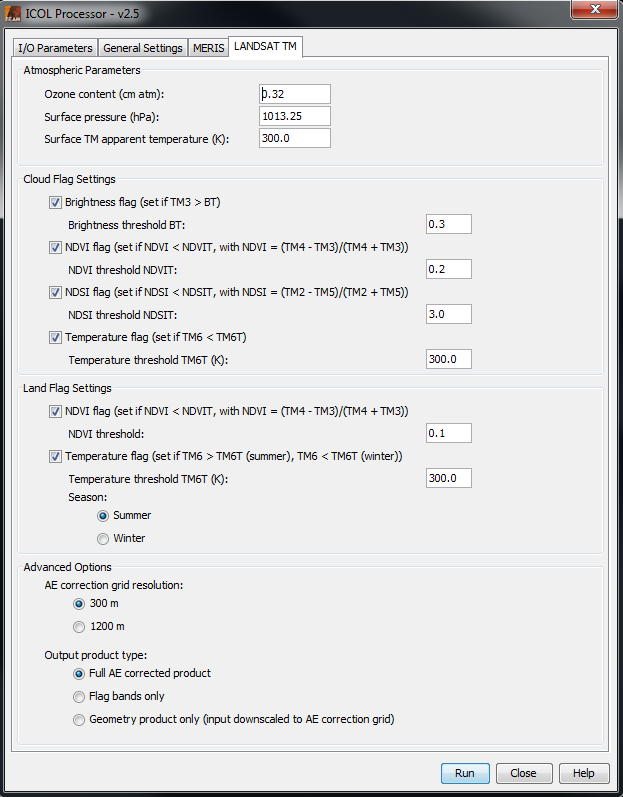 ICOL Processor - v2.5
I/O Parameters General Settings MERIS LANDSAT TM
Atmospheric Parameters
Ozone content (cm atm): 0.32
Surface pressure (hPa): 1013.25
Surface TM apparent temperature (K): 300.0
Cloud Flag Settings
Brightness flag (set if TM3 > BT)
Brightness threshold BT: 0.3
NDVI flag (set if NDVI < NDVIT, with NDVI = (TM4 - TM3)/(TM4 + TM3))
NDVI threshold NDVIT: 0.2
NDSI flag (set if NDSI < NDSIT, with NDSI = (TM2 - TM5)/(TM2 + TM5))
NDSI threshold NDSIT: 3.0
Temperature flag (set if TM6 < TM6T)
Temperature threshold TM6T (K): 300.0
Land Flag Settings
NDVI flag (set if NDVI < NDVIT, with NDVI = (TM4 - TM3)/(TM4 + TM3))
NDVI threshold: 0.1
Temperature flag (set if TM6 > TM6T (summer), TM6 < TM6T (winter))
Temperature threshold TM6T (K): 300.0
Season:
Summer
Winter
Advanced Options
AE correction grid resolution:
300 m
1200 m
Output product type:
Full AE corrected product
Flag bands only
Geometry product only (input downscaled to AE correction grid)
Run Close Help